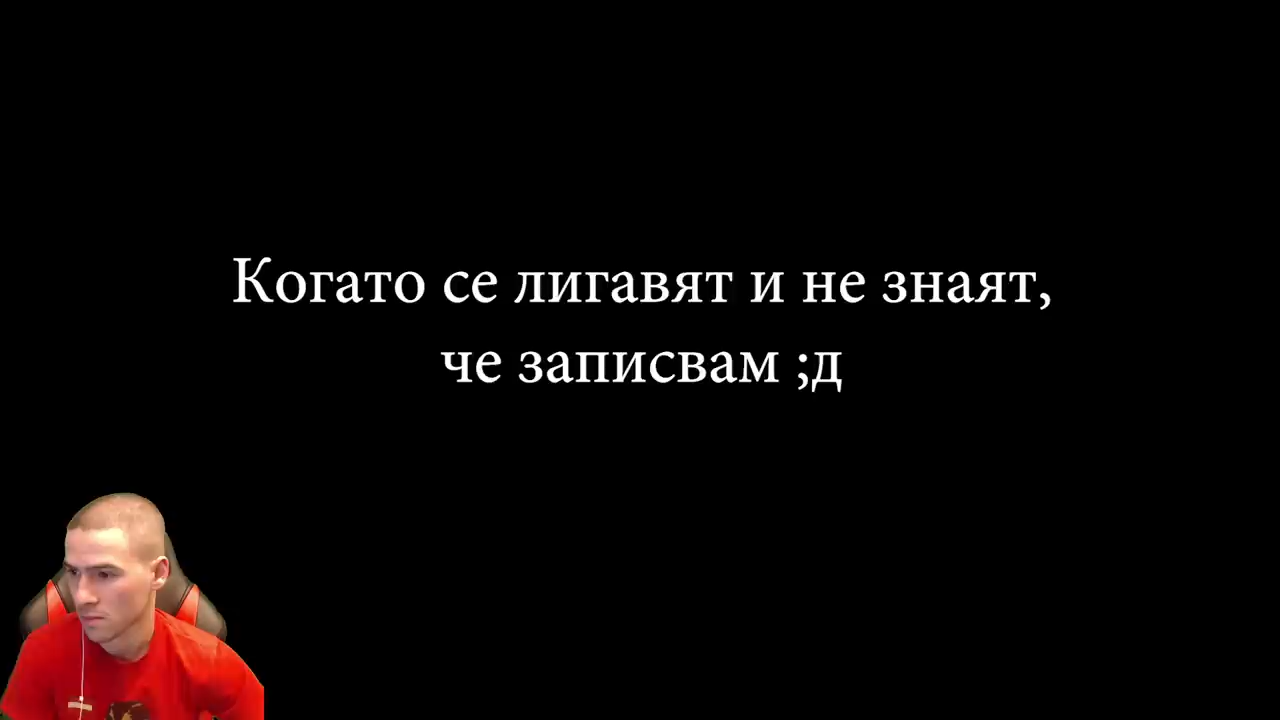 Когато се лигавят и не знаят,
че записвам ;д